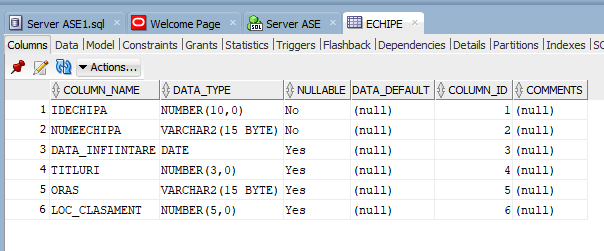 Server ASE1.sql Welcome Page Server ASE ECHIPE
Columns Data Model Constraints Grants Statistics Triggers Flashback Dependencies Details Partitions Indexes SQ
Actions...
COLUMN_NAME DATA_TYPE NULLABLE DATA_DEFAULT COLUMN_ID COMMENTS
1 IDECHIPA NUMBER(10,0) No (null) 1 (null)
2 NUMEECHIPA VARCHAR2(15 BYTE) No (null) 2 (null)
3 DATA_INFIINTARE DATE Yes (null) 3 (null)
4 TITLURI NUMBER(3,0) Yes (null) 4 (null)
5 ORAS VARCHAR2(15 BYTE) Yes (null) 5 (null)
6 LOC_CLASAMENT NUMBER(5,0) Yes (null) 6 (null)